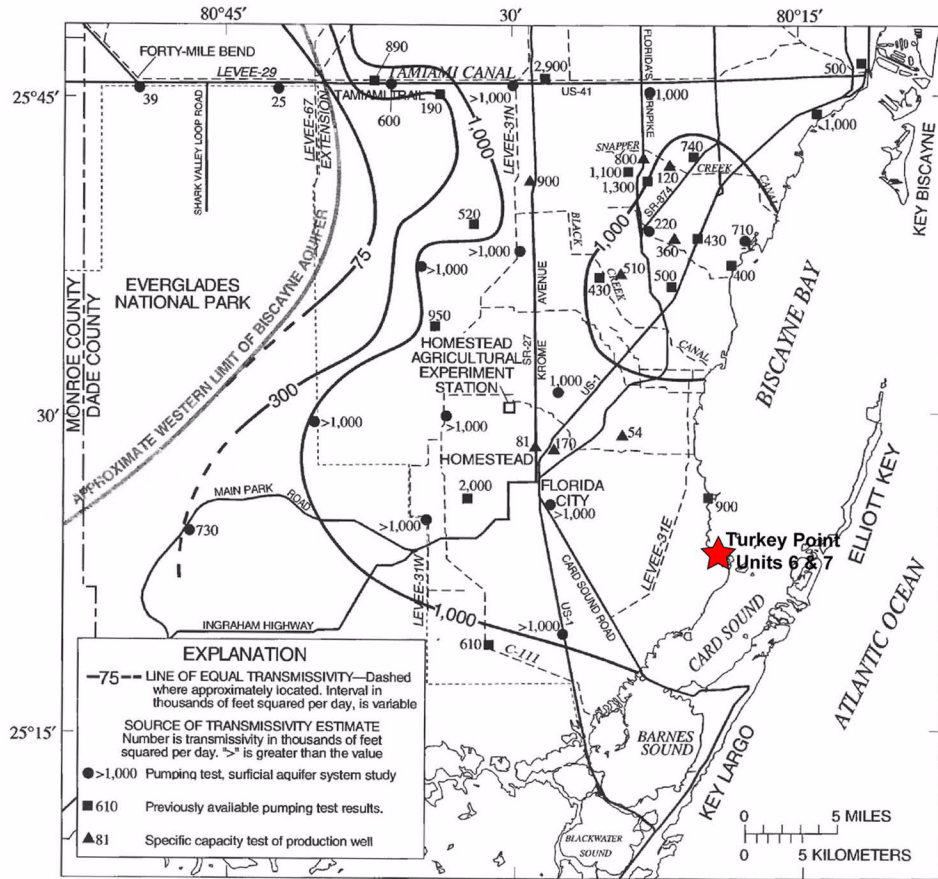 80°45'
30'
80°15'
FORTY-MILE BEND
890
LEVEE-29
TAMIAMI CANAL
2,900
500
25°45'
39
25
TAMIAMI TRAIL
600
190
>1,000
US-41
1,000
1,000
SHARK VALLEY LOOP ROAD
LEVEE-67
EXTENSION
LEVEE-31N
1,000
SNAPPER
CREEK
CANAL
800
740
1,100
120
1,300
900
SR-874
KEY BISCAYNE
75
520
BLACK
CREEK
CANAL
1,000
220
360
430
710
>1,000
>1,000
510
430
500
400
EVERGLADES
NATIONAL PARK
MONROE COUNTY
DADE COUNTY
APPROXIMATE WESTERN LIMIT OF BISCAYNE AQUIFER
950
HOMESTEAD
AGRICULTURAL
EXPERIMENT
STATION
AVENUE
KROME
SR-27
US-1
BISCAYNE BAY
300
1,000
30'
>1,000
>1,000
81
170
54
HOMESTEAD
ELLIOTT KEY
MAIN PARK
ROAD
2,000
FLORIDA
CITY
>1,000
900
730
>1,000
LEVEE-31E
Turkey Point
Units 6 & 7
LEVEE-31W
CARD SOUND ROAD
US-1
1,000
INGRAHAM HIGHWAY
>1,000
610
C-111
CARD SOUND
ATLANTIC OCEAN
25°15'
BARNES
SOUND
KEY LARGO
BLACKWATER
SOUND
EXPLANATION
—75— LINE OF EQUAL TRANSMISSIVITY—Dashed
where approximately located. Interval in
thousands of feet squared per day, is variable
SOURCE OF TRANSMISSIVITY ESTIMATE
Number is transmissivity in thousands of feet
squared per day. ">" is greater than the value
>1,000 Pumping test, surficial aquifer system study
610 Previously available pumping test results.
81 Specific capacity test of production well
0 5 MILES
0 5 KILOMETERS